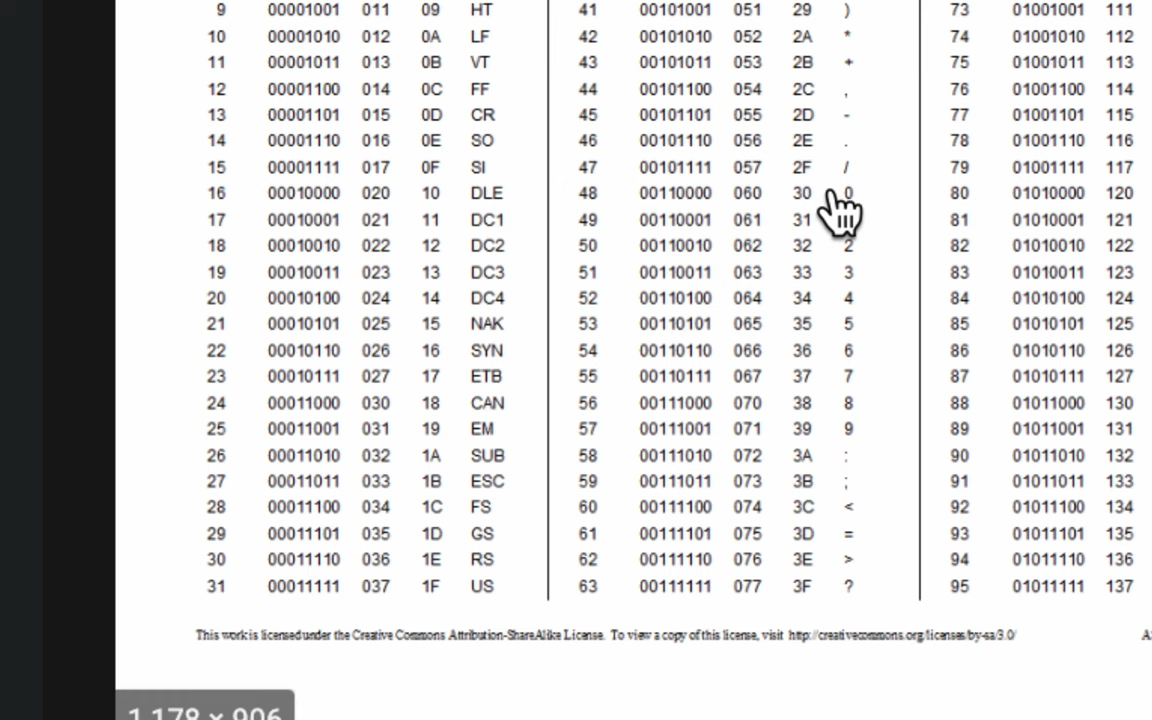 9 00001001 011 09 HT 41 00101001 051 29 ) 73 01001001 111
10 00001010 012 0A LF 42 00101010 052 2A * 74 01001010 112
11 00001011 013 0B VT 43 00101011 053 2B + 75 01001011 113
12 00001100 014 0C FF 44 00101100 054 2C , 76 01001100 114
13 00001101 015 0D CR 45 00101101 055 2D - 77 01001101 115
14 00001110 016 0E SO 46 00101110 056 2E . 78 01001110 116
15 00001111 017 0F SI 47 00101111 057 2F / 79 01001111 117
16 00010000 020 10 DLE 48 00110000 060 30 0 80 01010000 120
17 00010001 021 11 DC1 49 00110001 061 31 81 01010001 121
18 00010010 022 12 DC2 50 00110010 062 32 2 82 01010010 122
19 00010011 023 13 DC3 51 00110011 063 33 3 83 01010011 123
20 00010100 024 14 DC4 52 00110100 064 34 4 84 01010100 124
21 00010101 025 15 NAK 53 00110101 065 35 5 85 01010101 125
22 00010110 026 16 SYN 54 00110110 066 36 6 86 01010110 126
23 00010111 027 17 ETB 55 00110111 067 37 7 87 01010111 127
24 00011000 030 18 CAN 56 00111000 070 38 8 88 01011000 130
25 00011001 031 19 EM 57 00111001 071 39 9 89 01011001 131
26 00011010 032 1A SUB 58 00111010 072 3A : 90 01011010 132
27 00011011 033 1B ESC 59 00111011 073 3B ; 91 01011011 133
28 00011100 034 1C FS 60 00111100 074 3C < 92 01011100 134
29 00011101 035 1D GS 61 00111101 075 3D = 93 01011101 135
30 00011110 036 1E RS 62 00111110 076 3E > 94 01011110 136
31 00011111 037 1F US 63 00111111 077 3F ? 95 01011111 137
This work is licensed under the Creative Commons Attribution-ShareAlike License. To view a copy of this license, visit http://creativecommons.org/licenses/by-sa/3.0/
1,178 × 906